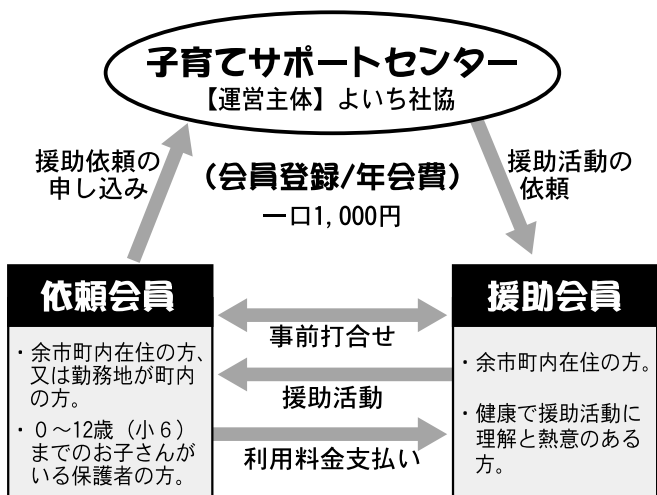 子育てサポートセンター
【運営主体】よいち社協
援助依頼の
申し込み
(会員登録/年会費)
一口1,000円
援助活動の
依頼
依頼会員
・余市町内在住の方、
又は勤務地が町内
の方。
・0～12歳（小6）
までのお子さんが
いる保護者の方。
事前打合せ
援助活動
利用料金支払い
援助会員
・余市町内在住の方。
・健康で援助活動に
理解と熱意のある
方。